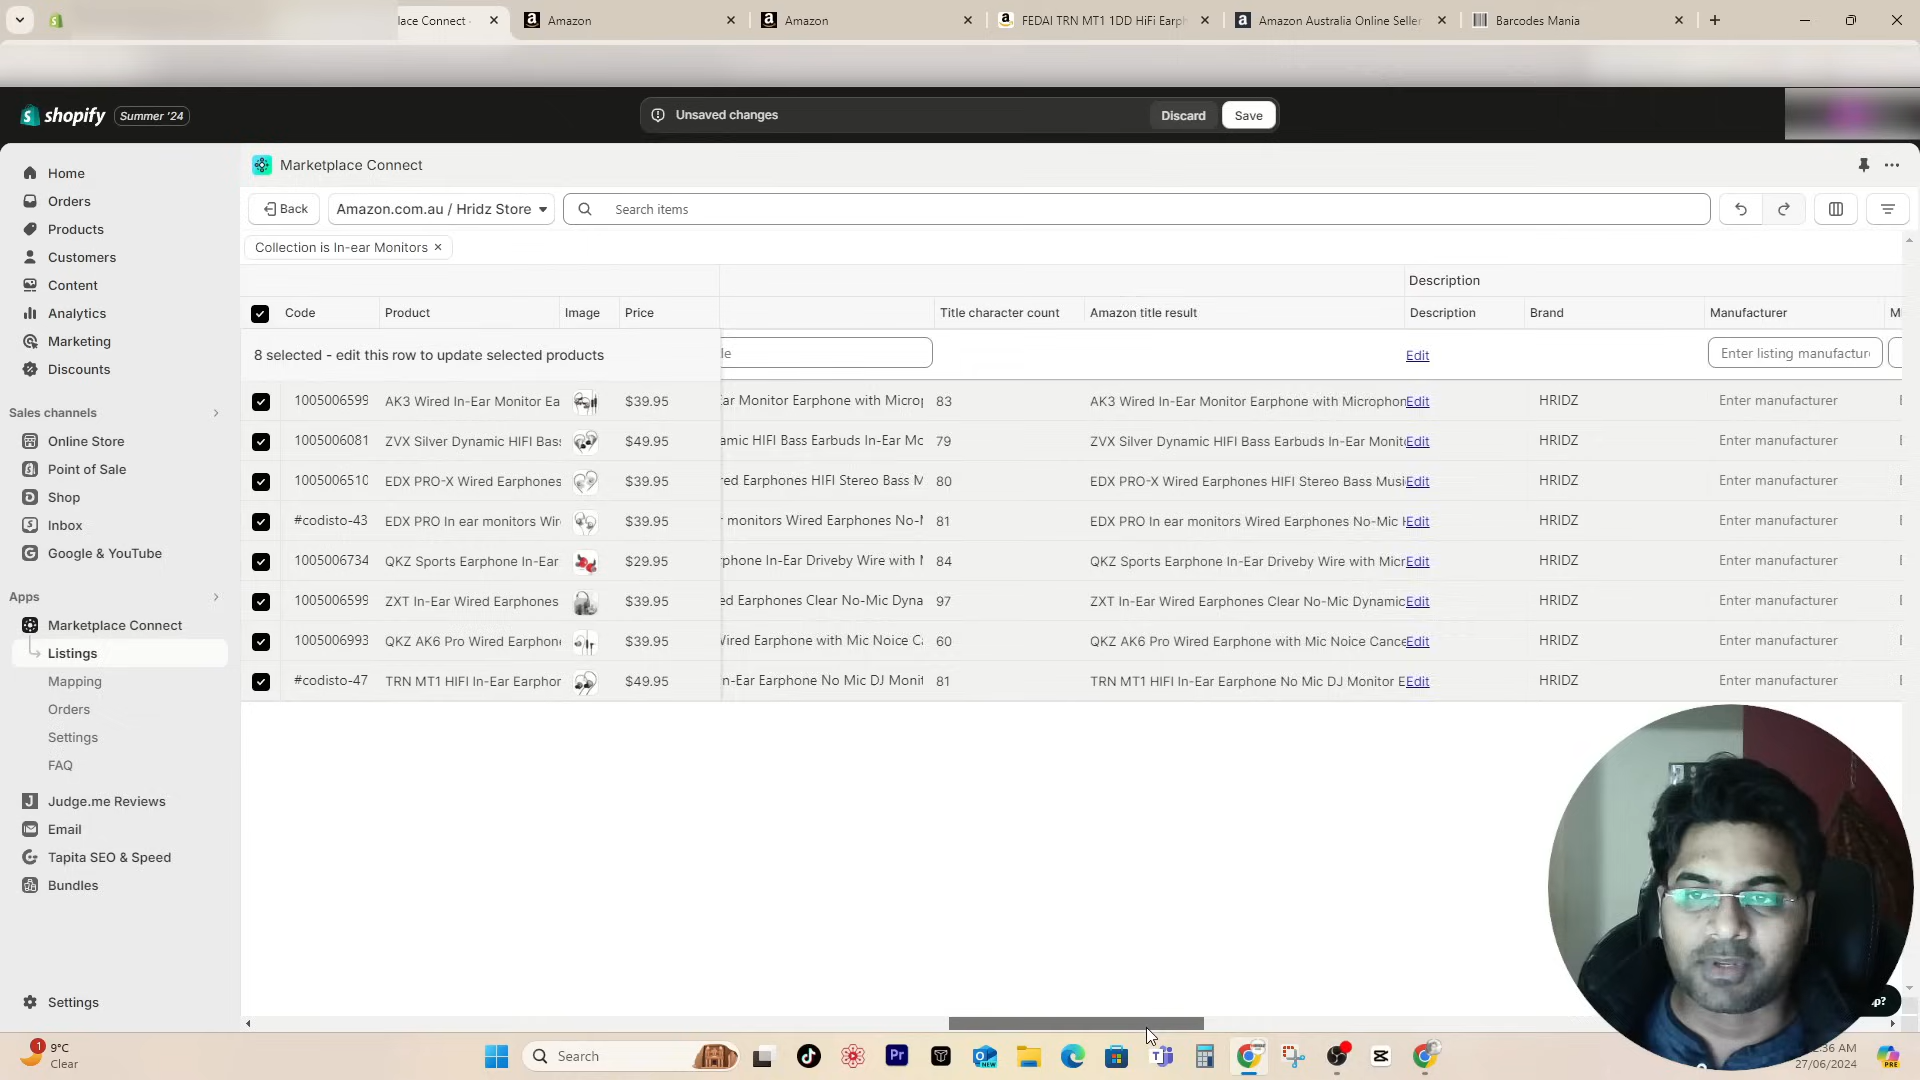 lace Connect
Amazon
Amazon
FEDAI TRN MT1 1DD HiFi Earph
Amazon Australia Online Seller
Barcodes Mania
shopify
Summer '24
Unsaved changes
Discard
Save
Home
Orders
Products
Customers
Content
Analytics
Marketing
Discounts
Sales channels
Online Store
Point of Sale
Shop
Inbox
Google & YouTube
Apps
Marketplace Connect
Listings
Mapping
Orders
Settings
FAQ
Judge.me Reviews
Email
Tapita SEO & Speed
Bundles
Settings
Marketplace Connect
Back
Amazon.com.au / Hridz Store
Search items
Collection is In-ear Monitors
Description
Code Product Image Price Title character count Amazon title result Description Brand Manufacturer M
8 selected - edit this row to update selected products le Edit Enter listing manufacture
1005006599 AK3 Wired In-Ear Monitor Ea $39.95 ar Monitor Earphone with Microp 83 AK3 Wired In-Ear Monitor Earphone with Microphon Edit HRIDZ Enter manufacturer
1005006081 ZVX Silver Dynamic HIFI Bass $49.95 amic HIFI Bass Earbuds In-Ear Mo 79 ZVX Silver Dynamic HIFI Bass Earbuds In-Ear Monit Edit HRIDZ Enter manufacturer
1005006510 EDX PRO-X Wired Earphones $39.95 red Earphones HIFI Stereo Bass M 80 EDX PRO-X Wired Earphones HIFI Stereo Bass Musi Edit HRIDZ Enter manufacturer
#codisto-43 EDX PRO In ear monitors Wir $39.95 r monitors Wired Earphones No-M 81 EDX PRO In ear monitors Wired Earphones No-Mic Edit HRIDZ Enter manufacturer
1005006734 QKZ Sports Earphone In-Ear $29.95 rphone In-Ear Driveby Wire with 84 QKZ Sports Earphone In-Ear Driveby Wire with Micr Edit HRIDZ Enter manufacturer
1005006599 ZXT In-Ear Wired Earphones $39.95 ed Earphones Clear No-Mic Dyna 97 ZXT In-Ear Wired Earphones Clear No-Mic Dynamic Edit HRIDZ Enter manufacturer
1005006993 QKZ AK6 Pro Wired Earphone $39.95 Wired Earphone with Mic Noice Ca 60 QKZ AK6 Pro Wired Earphone with Mic Noice Cance Edit HRIDZ Enter manufacturer
#codisto-47 TRN MT1 HIFI In-Ear Earphor $49.95 n-Ear Earphone No Mic DJ Monit 81 TRN MT1 HIFI In-Ear Earphone No Mic DJ Monitor E Edit HRIDZ Enter manufacturer
p?
1
9°C
Clear
Search
Pr
NEW
:36 AM
27/06/2024
PRE